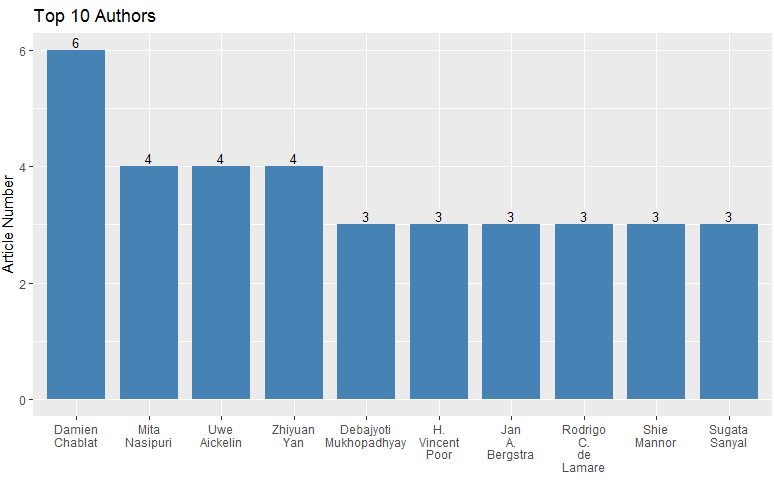 Top 10 Authors
Article Number
6
4
2
0
6
4
4
4
3
3
3
3
3
3
Damien
Chablat
Mita
Nasipuri
Uwe
Aickelin
Zhiyuan
Yan
Debajyoti
Mukhopadhyay
H.
Vincent
Poor
Jan
A.
Bergstra
Rodrigo
C.
de
Lamare
Shie
Mannor
Sugata
Sanyal